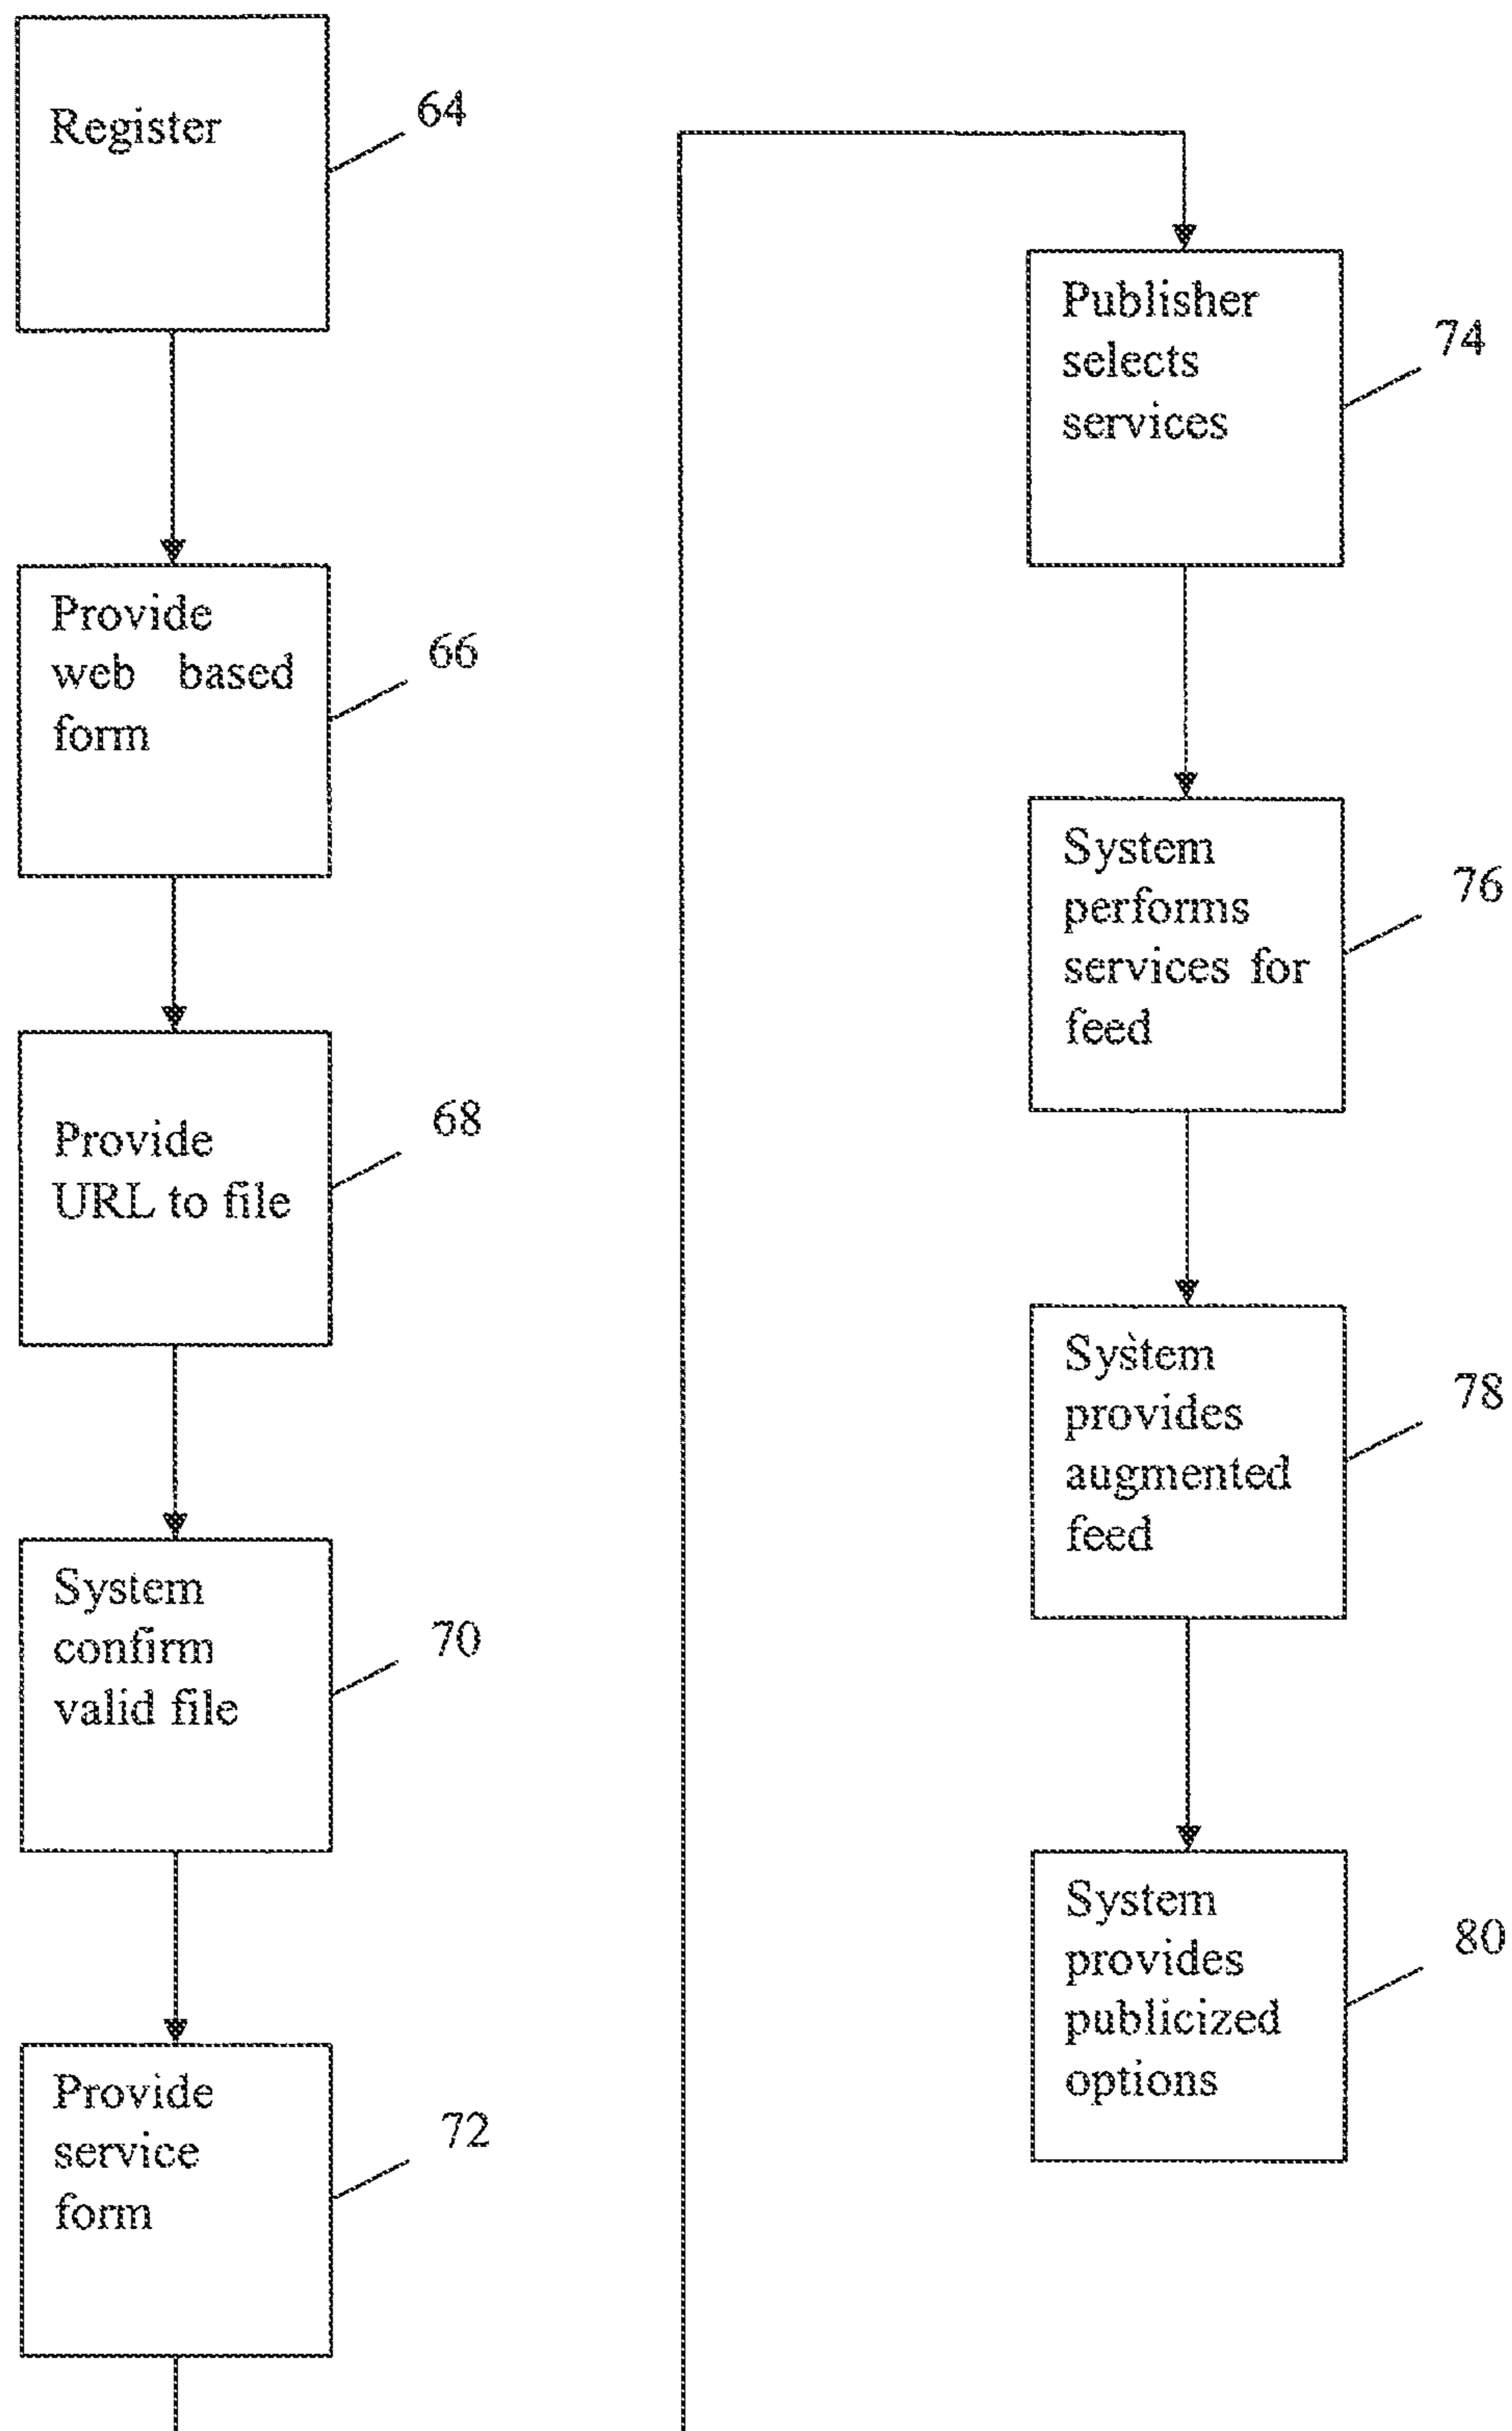 Register
64
Provide
web based
form
66
Provide
URL to file
68
System
confirm
valid file
70
Provide
service
form
72
Publisher
selects
services
74
System
performs
services for
feed
76
System
provides
augmented
feed
78
System
provides
publicized
options
80